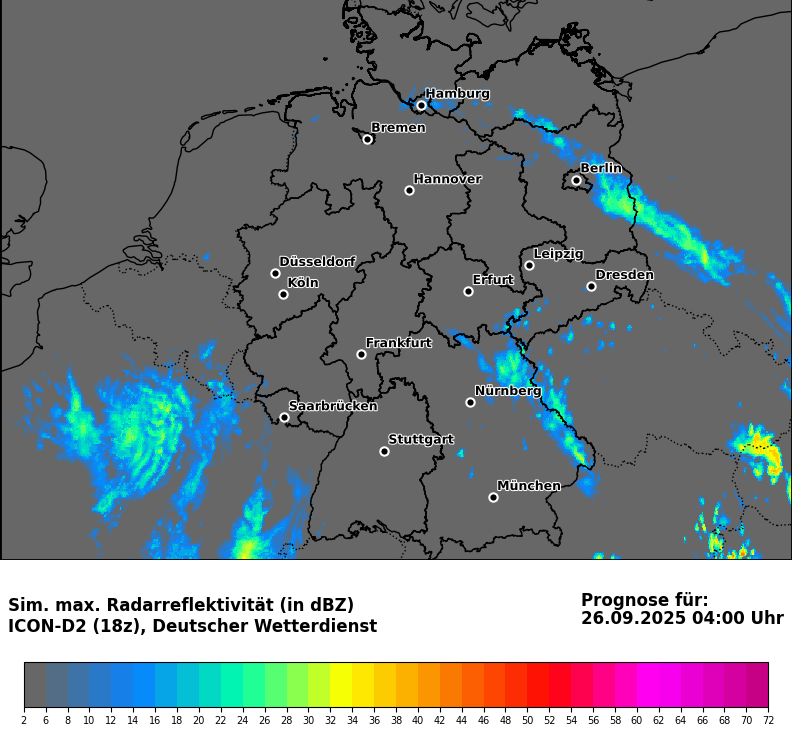 Hamburg
Bremen
Berlin
Hannover
Leipzig
Düsseldorf
Dresden
Köln
Erfurt
Frankfurt
Nürnberg
Saarbrücken
Stuttgart
München
Sim. max. Radarreflektivität (in dBZ)
ICON-D2 (18z), Deutscher Wetterdienst
Prognose für:
26.09.2025 04:00 Uhr
2 6 8 10 12 14 16 18 20 22 24 26 28 30 32 34 36 38 40 42 44 46 48 50 52 54 56 58 60 62 64 66 68 70 72